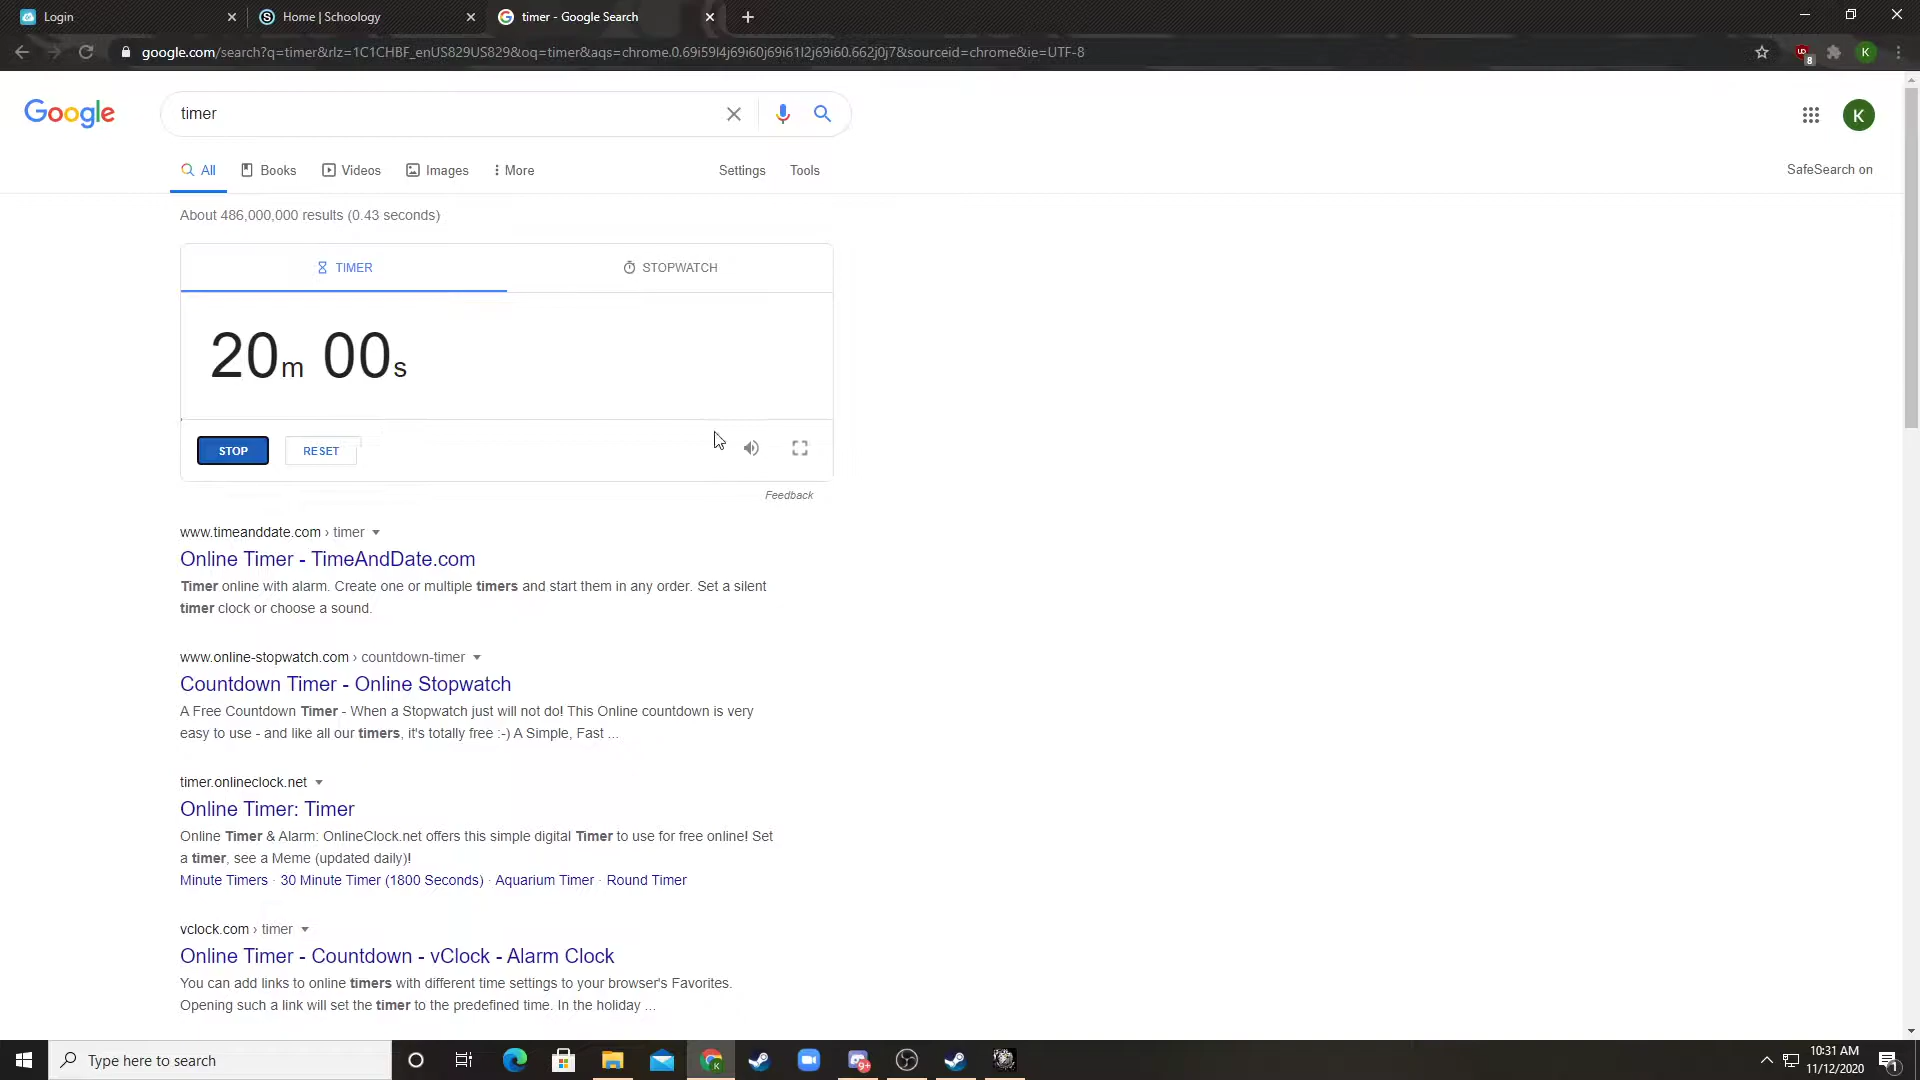 Login
Home | Schoology
timer - Google Search
google.com/search?q=timer&rlz=1C1CHBF_enUS829US829&oq=timer&aqs=chrome.0.69i59l4j69i60j69i61l2j69i60.662j0j7&sourceid=chrome&ie=UTF-8
UD
8
K
Google
timer
K
All
Books
Videos
Images
More
Settings
Tools
SafeSearch on
About 486,000,000 results (0.43 seconds)
TIMER
STOPWATCH
20m 00s
STOP
RESET
Feedback
www.timeanddate.com › timer
Online Timer - TimeAndDate.com
Timer online with alarm. Create one or multiple timers and start them in any order. Set a silent
timer clock or choose a sound.
www.online-stopwatch.com › countdown-timer
Countdown Timer - Online Stopwatch
A Free Countdown Timer - When a Stopwatch just will not do! This Online countdown is very
easy to use - and like all our timers, it's totally free :-) A Simple, Fast ...
timer.onlineclock.net
Online Timer: Timer
Online Timer & Alarm: OnlineClock.net offers this simple digital Timer to use for free online! Set
a timer, see a Meme (updated daily)!
Minute Timers · 30 Minute Timer (1800 Seconds) · Aquarium Timer · Round Timer
vclock.com › timer
Online Timer - Countdown - vClock - Alarm Clock
You can add links to online timers with different time settings to your browser's Favorites.
Opening such a link will set the timer to the predefined time. In the holiday ...
Type here to search
K
9+
10:31 AM
11/12/2020
1